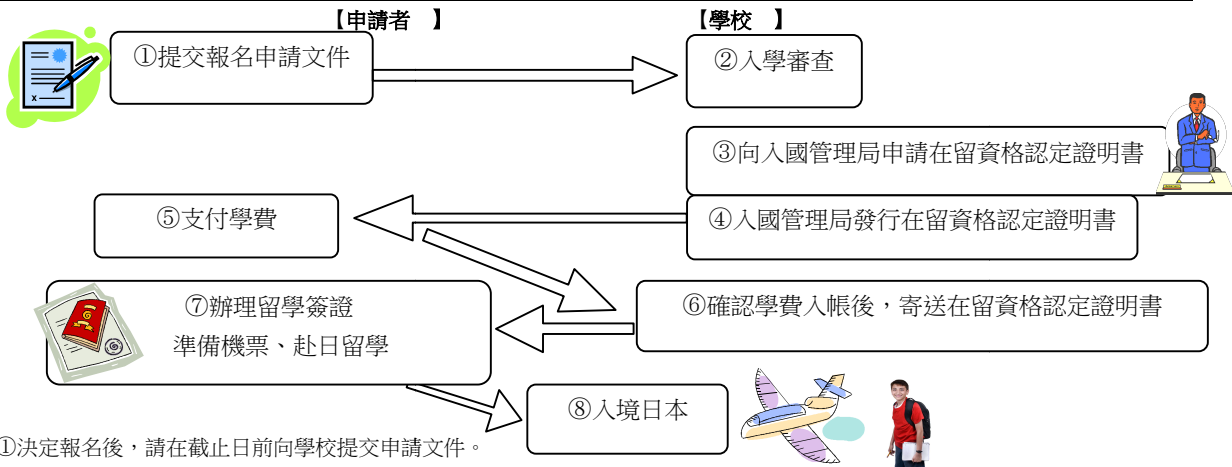 【申請者　】
【學校　】
①提交報名申請文件
②入學審查
③向入國管理局申請在留資格認定證明書
④入國管理局發行在留資格認定證明書
⑤支付學費
⑥確認學費入帳後，寄送在留資格認定證明書
⑦辦理留學簽證
準備機票、赴日留學
⑧入境日本
①決定報名後，請在截止日前向學校提交申請文件。